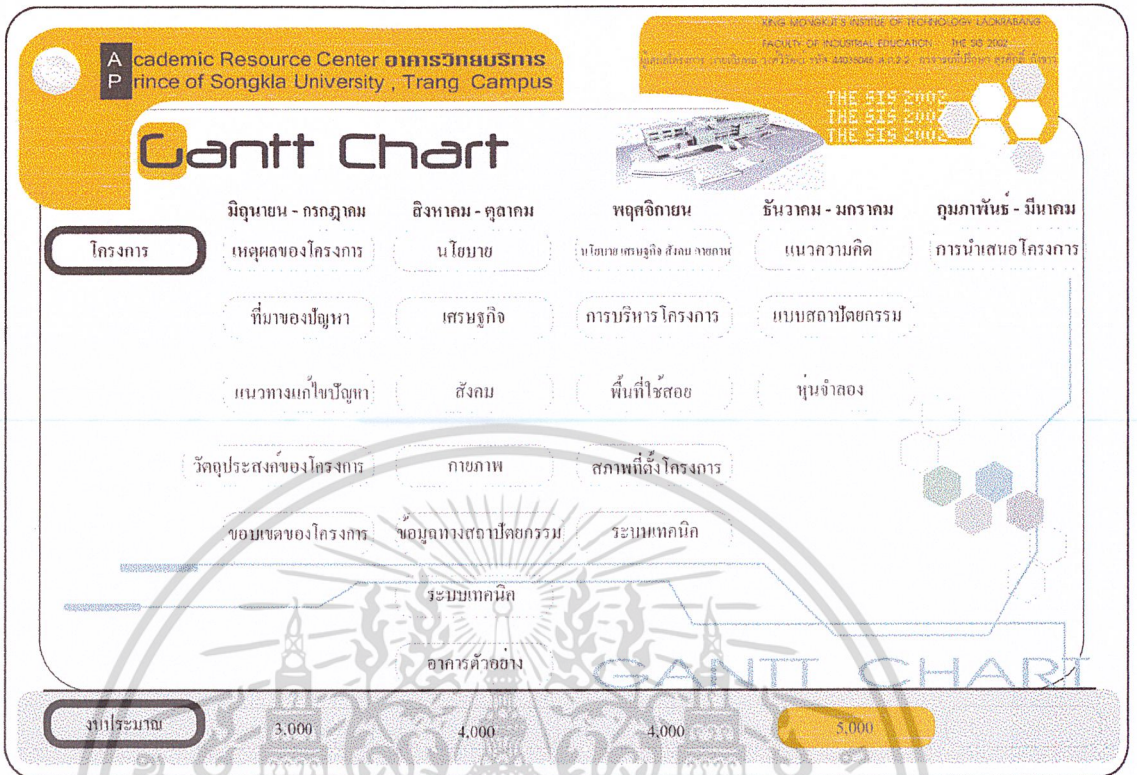 Academic Resource Center อาคารวิทยบริการ
Prince of Songkla University , Trang Campus
KING MONGKUT'S INSTITUE OF TECHNOLOGY LADKRABANG
FACULTY OF INDUSTRIAL EDUCATION THE SIS 2002
THE SIS 2002
THE SIS 2002
THE SIS 2002
Gantt Chart
มิถุนายน - กรกฎาคม สิงหาคม - ตุลาคม พฤศจิกายน ธันวาคม - มกราคม กุมภาพันธ์ - มีนาคม
โครงการ เหตุผลของโครงการ นโยบาย นโยบาย เศรษฐกิจ สังคม กายภาพ แนวความคิด การนำเสนอโครงการ
ที่มาของปัญหา เศรษฐกิจ การบริหารโครงการ แบบสถาปัตยกรรม
แนวทางแก้ไขปัญหา สังคม พื้นที่ใช้สอย หุ่นจำลอง
วัตถุประสงค์ของโครงการ กายภาพ สภาพที่ตั้งโครงการ
ขอบเขตของโครงการ ข้อมูลทางสถาปัตยกรรม ระบบเทคนิค
ระบบเทคนิค
อาคารตัวอย่าง
GANTT CHART
งบประมาณ 3,000 4,000 4,000 5,000